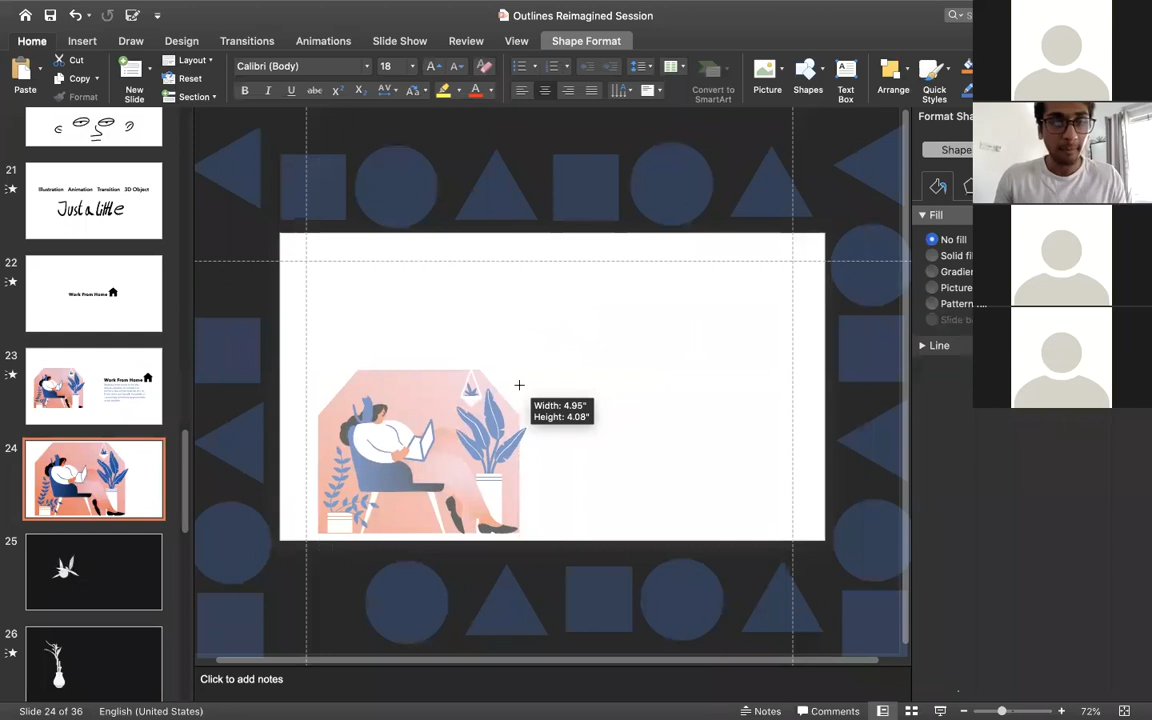 Outlines Reimagined Session
Home Insert Draw Design Transitions Animations Slide Show Review View Shape Format
Paste
Cut
Copy
Format
New Slide
Layout
Reset
Section
Calibri (Body) 18
Convert to SmartArt
Picture
Shapes
Text Box
Arrange
Quick Styles
Format Sha
Shape
Fill
No fill
Solid fi
Gradien
Picture
Pattern
Slide b
Line
21
Illustration Animation Transition 3D Object
Just a little
22
Work From Home
23
Work From Home
24
25
26
Width: 4.95"
Height: 4.08"
Click to add notes
Slide 24 of 36 English (United States) Notes Comments 72%